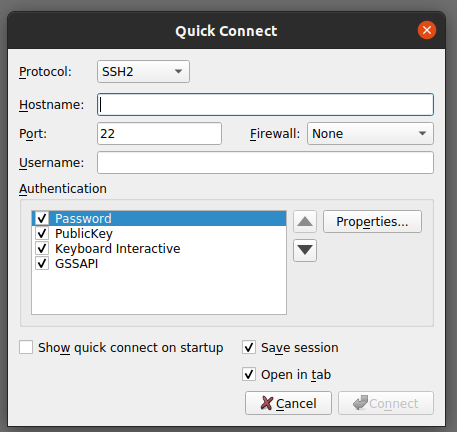 Quick Connect
Protocol: SSH2
Hostname:
Port: 22 Firewall: None
Username:
Authentication
Password
PublicKey
Keyboard Interactive
GSSAPI
Properties...
Show quick connect on startup Save session
Open in tab
Cancel Connect